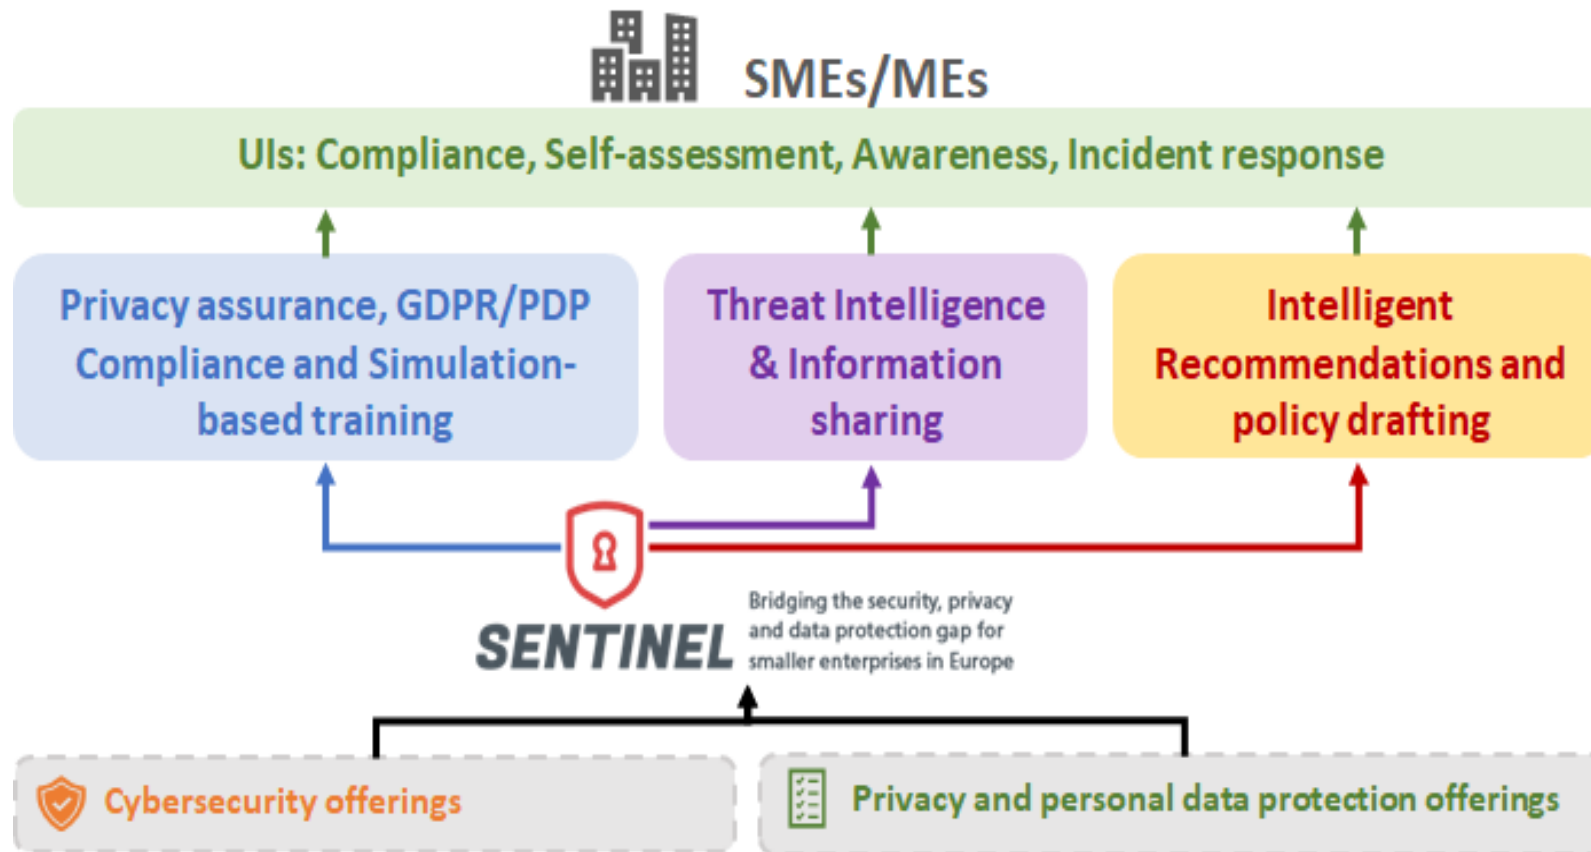 SMEs/MEs
UIs: Compliance, Self-assessment, Awareness, Incident response
Privacy assurance, GDPR/PDP
Compliance and Simulation-
based training
Threat Intelligence
& Information
sharing
Intelligent
Recommendations and
policy drafting
SENTINEL
Bridging the security, privacy
and data protection gap for
smaller enterprises in Europe
Cybersecurity offerings
Privacy and personal data protection offerings